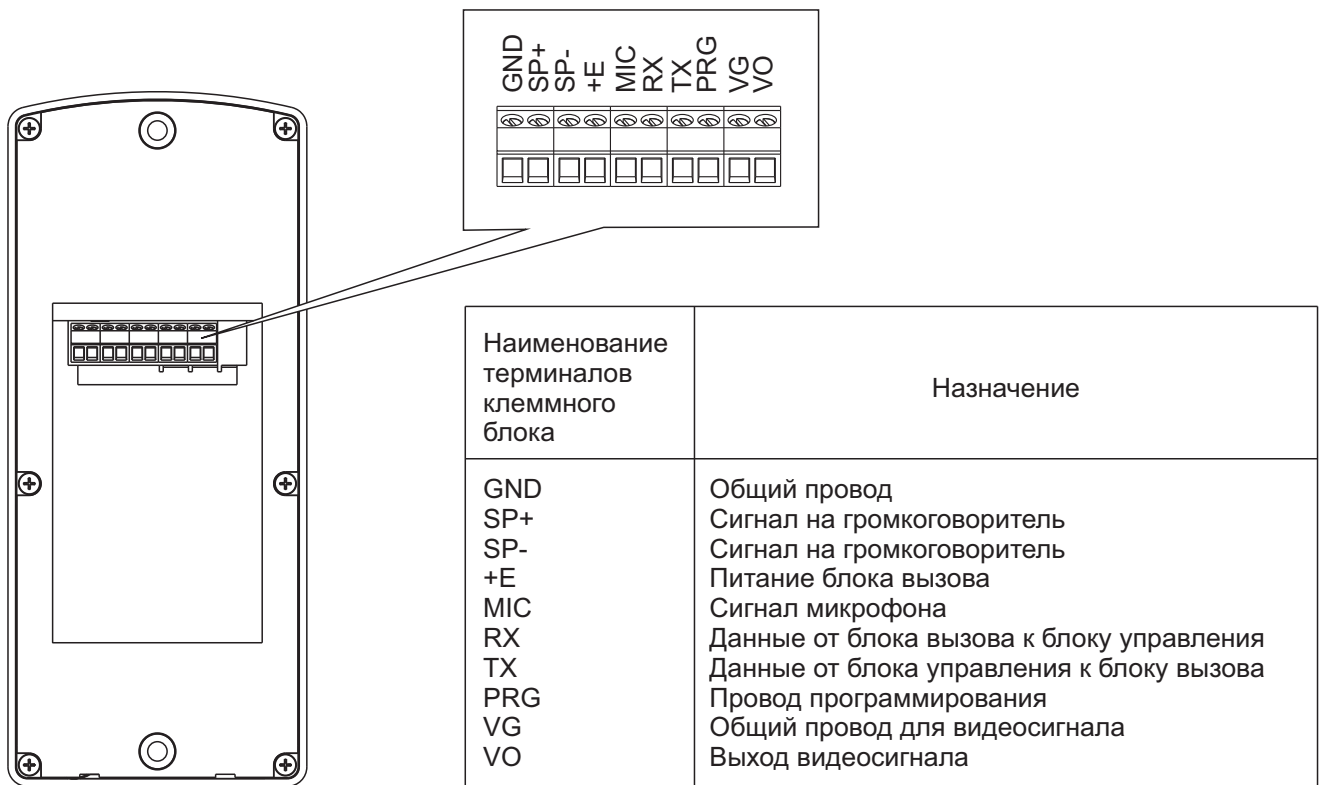 GND
SP+
SP-
+E
MIC
RX
TX
PRG
VG
VO
Наименование
терминалов
клеммного
блока
Назначение
GND Общий провод
SP+ Сигнал на громкоговоритель
SP- Сигнал на громкоговоритель
+E Питание блока вызова
MIC Сигнал микрофона
RX Данные от блока вызова к блоку управления
TX Данные от блока управления к блоку вызова
PRG Провод программирования
VG Общий провод для видеосигнала
VO Выход видеосигнала